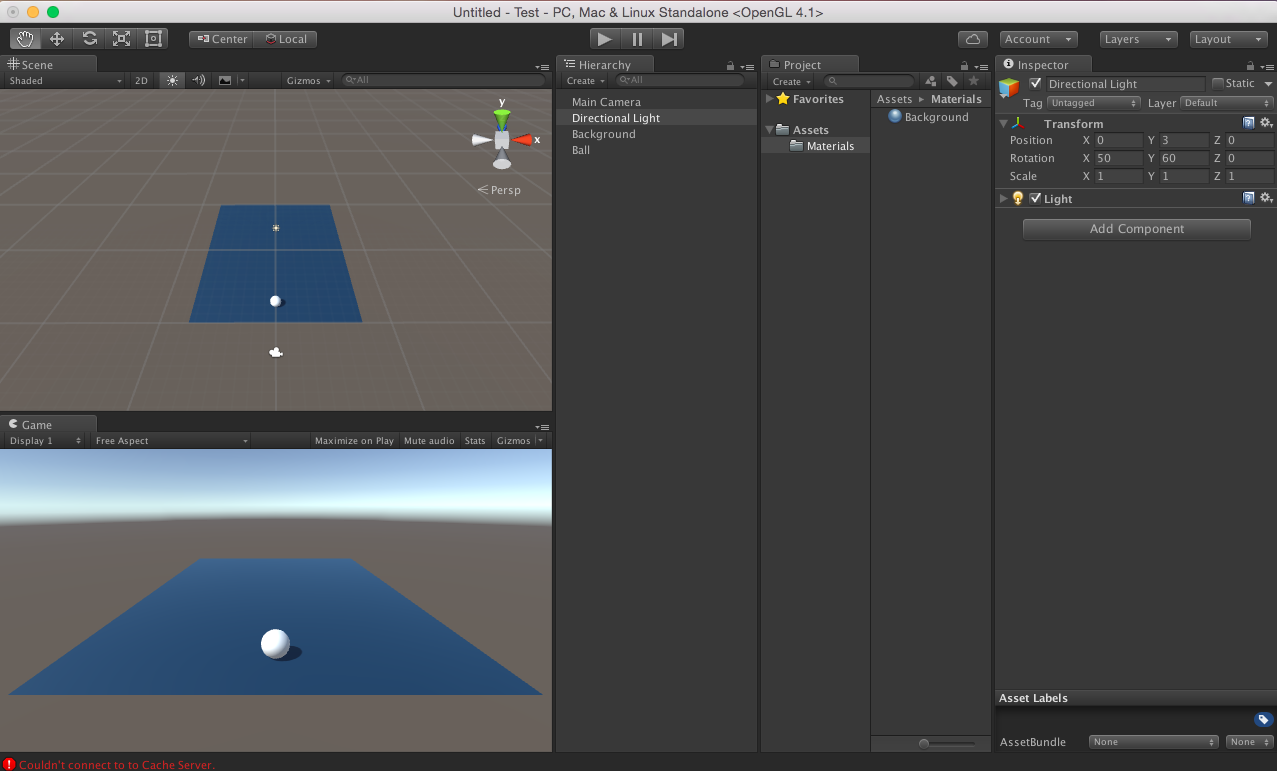 Untitled - Test - PC, Mac & Linux Standalone <OpenGL 4.1>
Center Local Account Layers Layout
Scene
Shaded 2D Gizmos All
y
x
Persp
Game
Display 1 Free Aspect Maximize on Play Mute audio Stats Gizmos
Hierarchy
Create All
Main Camera
Directional Light
Background
Ball
Project
Create
Favorites
Assets
Materials
Assets Materials
Background
Inspector
Directional Light Static
Tag Untagged Layer Default
Transform
Position X 0 Y 3 Z 0
Rotation X 50 Y 60 Z 0
Scale X 1 Y 1 Z 1
Light
Add Component
Asset Labels
AssetBundle None None
Couldn't connect to to Cache Server.